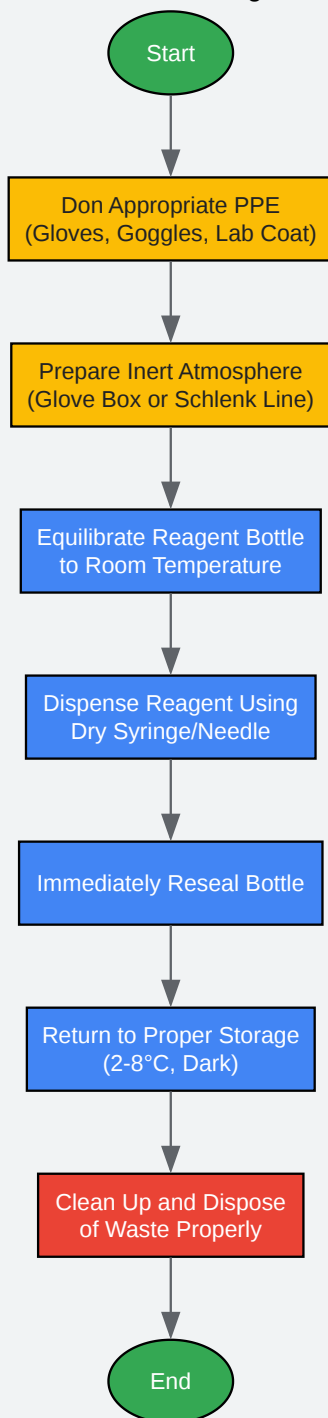 Start
Don Appropriate PPE
(Gloves, Goggles, Lab Coat)
Prepare Inert Atmosphere
(Glove Box or Schlenk Line)
Equilibrate Reagent Bottle
to Room Temperature
Dispense Reagent Using
Dry Syringe/Needle
Immediately Reseal Bottle
Return to Proper Storage
(2-8°C, Dark)
Clean Up and Dispose
of Waste Properly
End